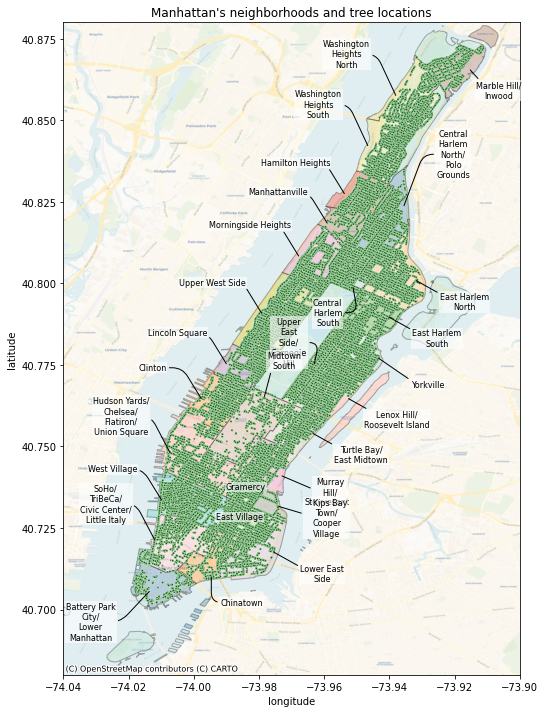 Manhattan's neighborhoods and tree locations
40.875
40.850
40.825
40.800
40.775
40.750
40.725
40.700
latitude
Washington
Heights
North
Marble Hill/
Inwood
Washington
Heights
South
Central
Harlem
North/
Polo
Grounds
Hamilton Heights
Manhattanville
Morningside Heights
Upper West Side
East Harlem
North
Central
Harlem
South
Upper
East
Side/
Lincoln Square
East Harlem
South
Midtown
South
Clinton
Yorkville
Hudson Yards/
Chelsea/
Flatiron/
Union Square
Lenox Hill/
Roosevelt Island
Turtle Bay/
East Midtown
West Village
Murray
Hill/
Kips Bay
Gramercy
SoHo/
TriBeCa/
Civic Center/
Little Italy
Town/
Cooper
Village
East Village
Lower East
Side
Chinatown
Battery Park
City/
Lower
Manhattan
(C) OpenStreetMap contributors (C) CARTO
−74.04 −74.02 −74.00 −73.98 −73.96 −73.94 −73.92 −73.90
longitude